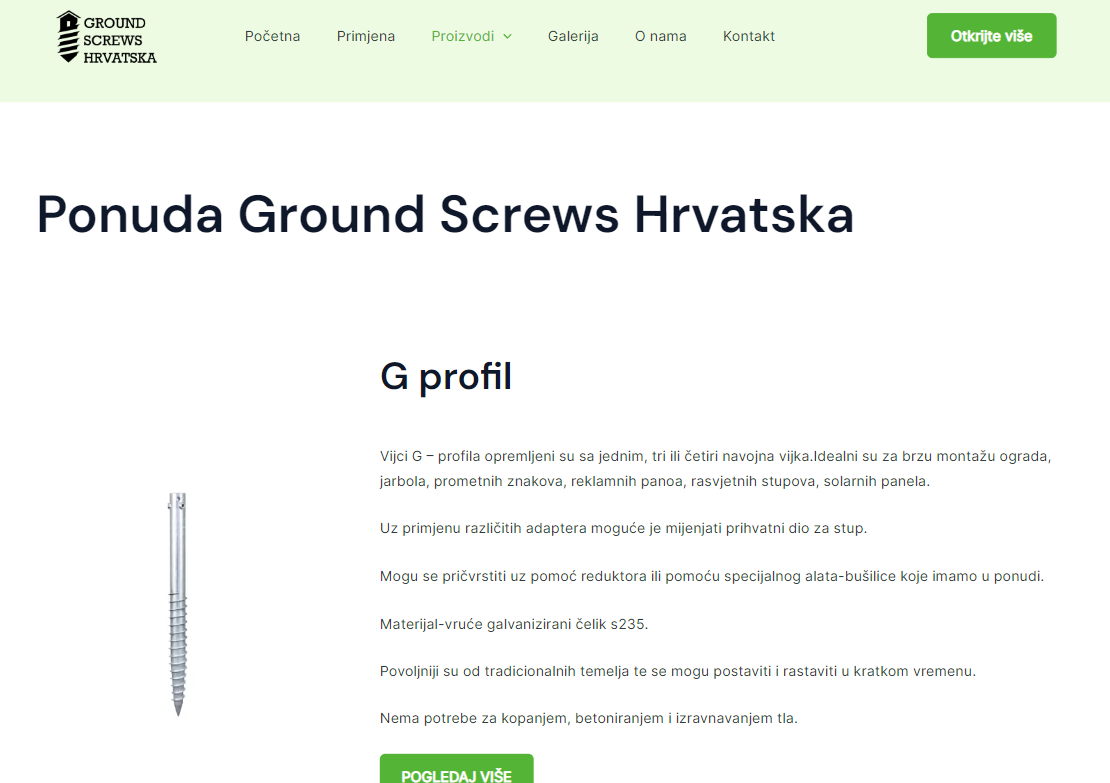 GROUND
SCREWS
HRVATSKA
Početna Primjena Proizvodi Galerija O nama Kontakt Otkrijte više
Ponuda Ground Screws Hrvatska
G profil
Vijci G – profila opremljeni su sa jednim, tri ili četiri navojna vijka.Idealni su za brzu montažu ograda,
jarbola, prometnih znakova, reklamnih panoa, rasvjetnih stupova, solarnih panela.
Uz primjenu različitih adaptera moguće je mijenjati prihvatni dio za stup.
Mogu se pričvrstiti uz pomoć reduktora ili pomoću specijalnog alata-bušilice koje imamo u ponudi.
Materijal-vruće galvanizirani čelik s235.
Povoljniji su od tradicionalnih temelja te se mogu postaviti i rastaviti u kratkom vremenu.
Nema potrebe za kopanjem, betoniranjem i izravnavanjem tla.
POGLEDAJ VIŠE